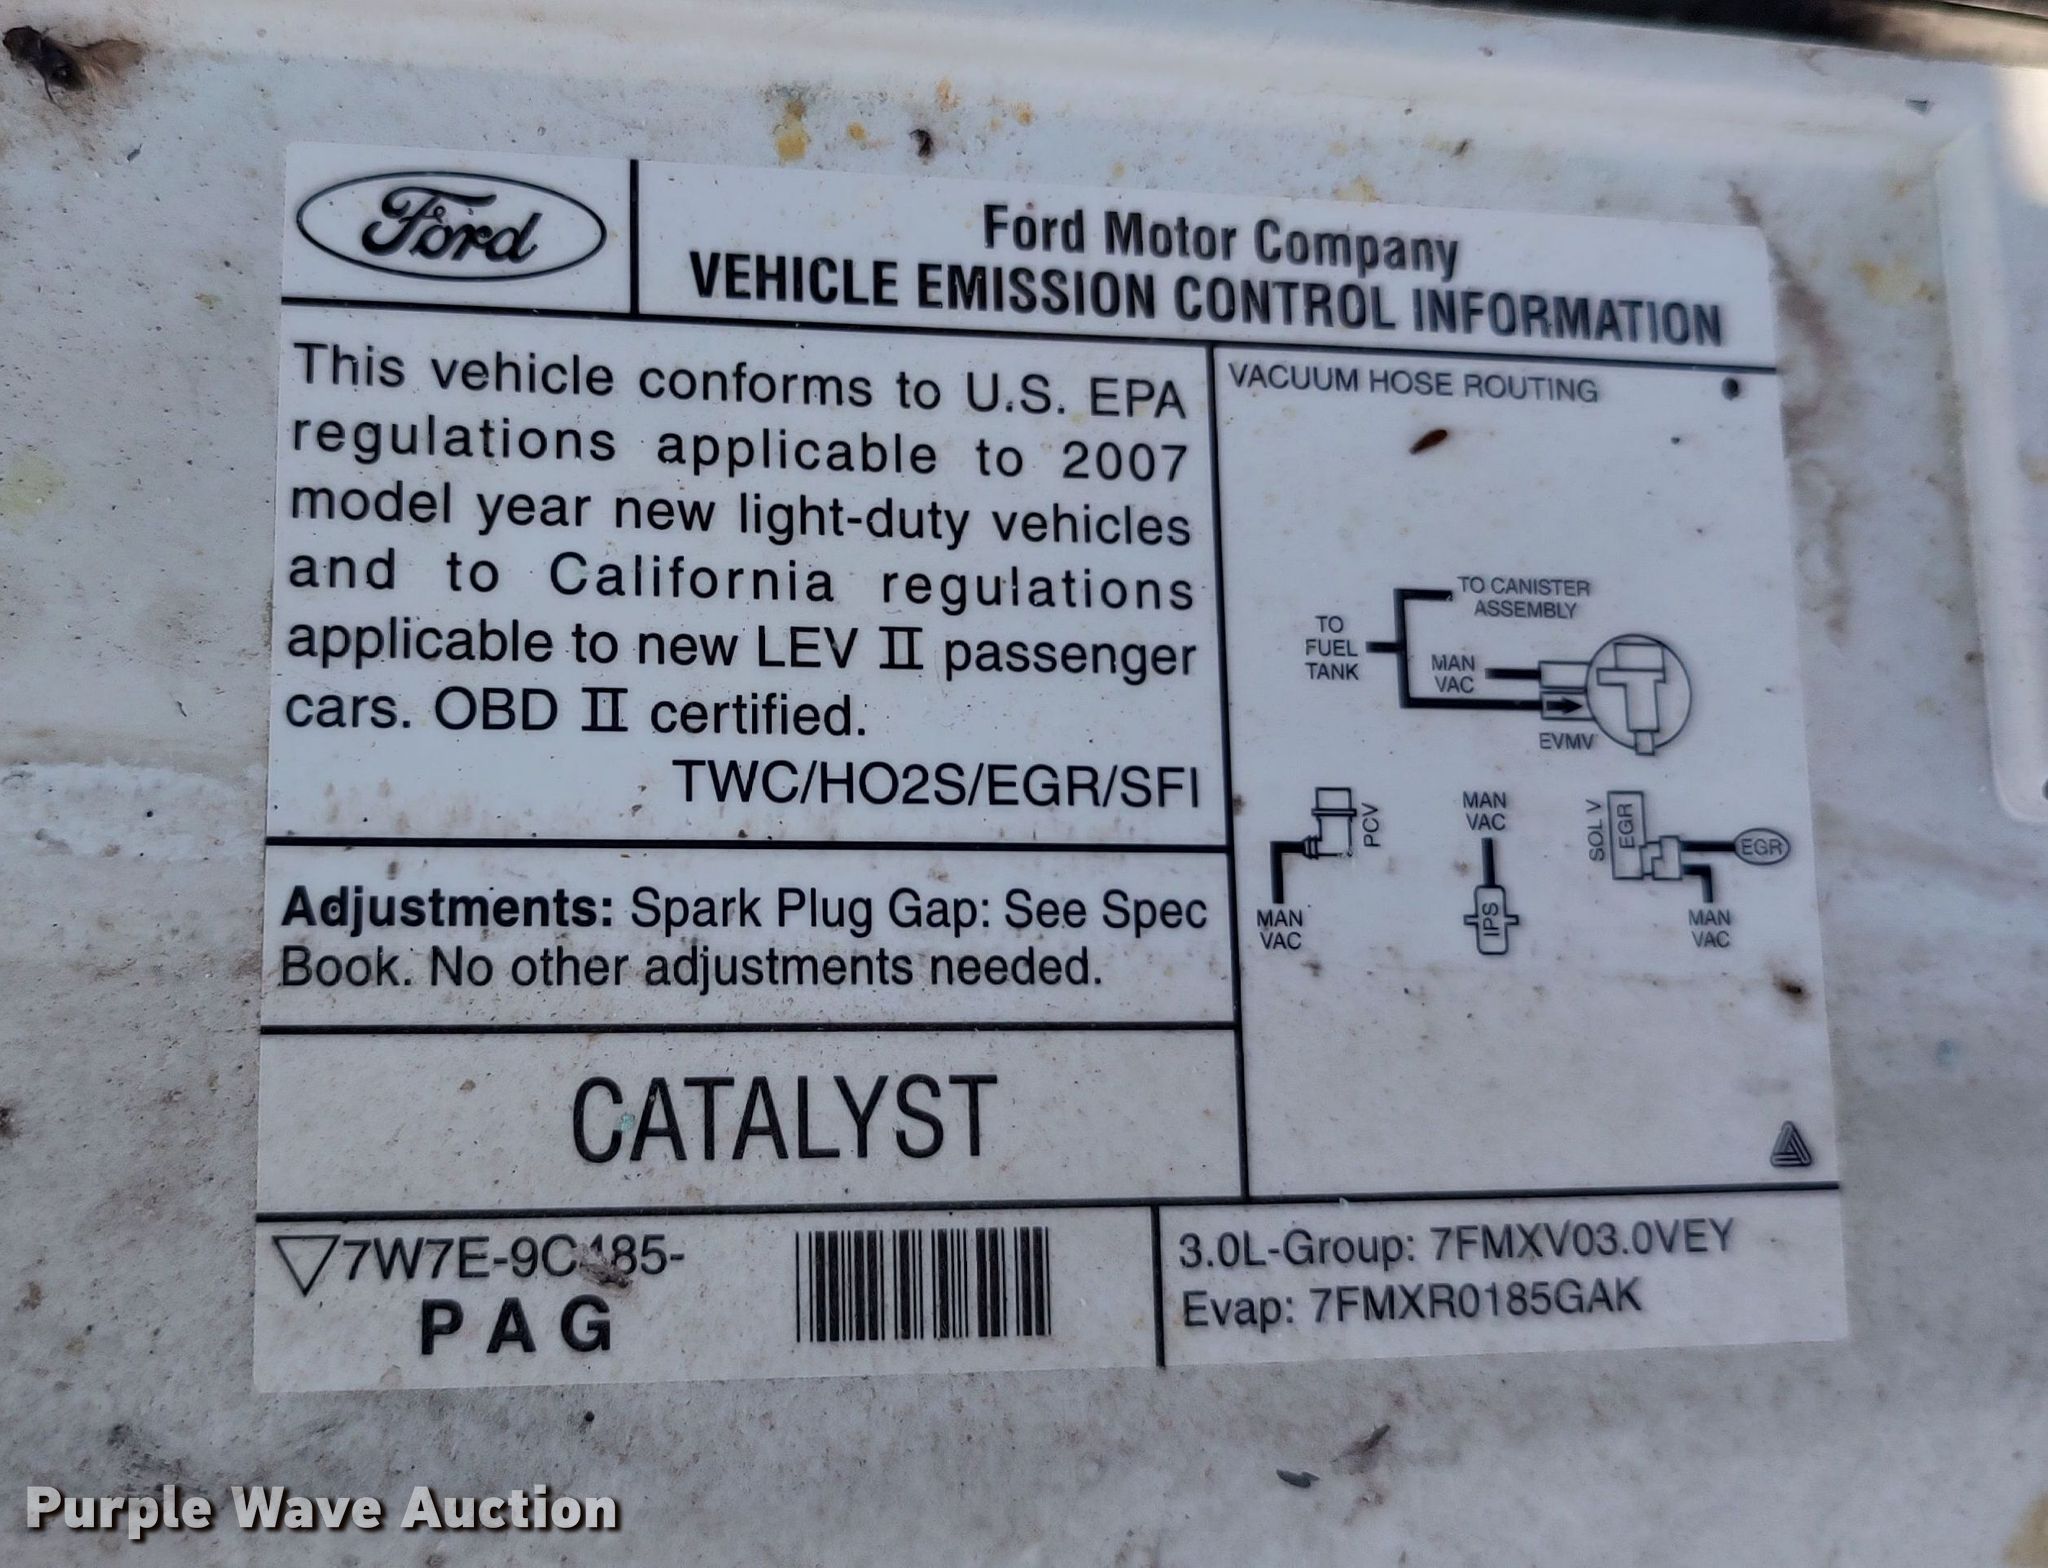 Ford
Ford Motor Company
VEHICLE EMISSION CONTROL INFORMATION
This vehicle conforms to U.S. EPA
regulations applicable to 2007
model year new light-duty vehicles
and to California regulations
applicable to new LEV II passenger
cars. OBD II certified.
TWC/HO2S/EGR/SFI
Adjustments: Spark Plug Gap: See Spec
Book. No other adjustments needed.
CATALYST
7W7E-9C485-
PAG
VACUUM HOSE ROUTING
TO CANISTER
ASSEMBLY
TO
FUEL
TANK
MAN
VAC
EVMV
PCV
MAN
VAC
MAN
VAC
IPS
SOL V
EGR
EGR
MAN
VAC
3.0L-Group: 7FMXV03.0VEY
Evap: 7FMXR0185GAK
Purple Wave Auction